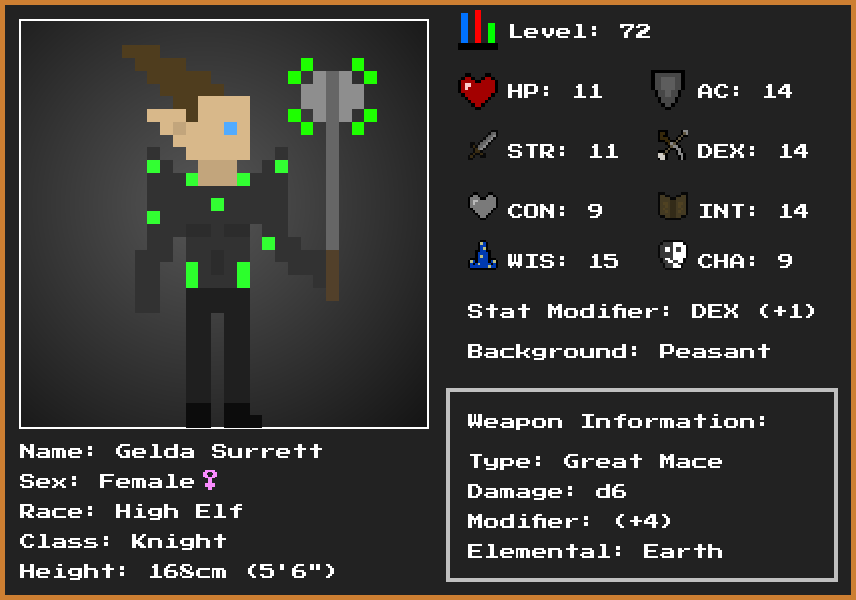 Level: 72
HP: 11
AC: 14
STR: 11
DEX: 14
CON: 9
INT: 14
WIS: 15
CHA: 9
Stat Modifier: DEX (+1)
Background: Peasant
Weapon Information:
Type: Great Mace
Damage: d6
Modifier: (+4)
Elemental: Earth
Name: Gelda Surrett
Sex: Female♀
Race: High Elf
Class: Knight
Height: 168cm (5'6")